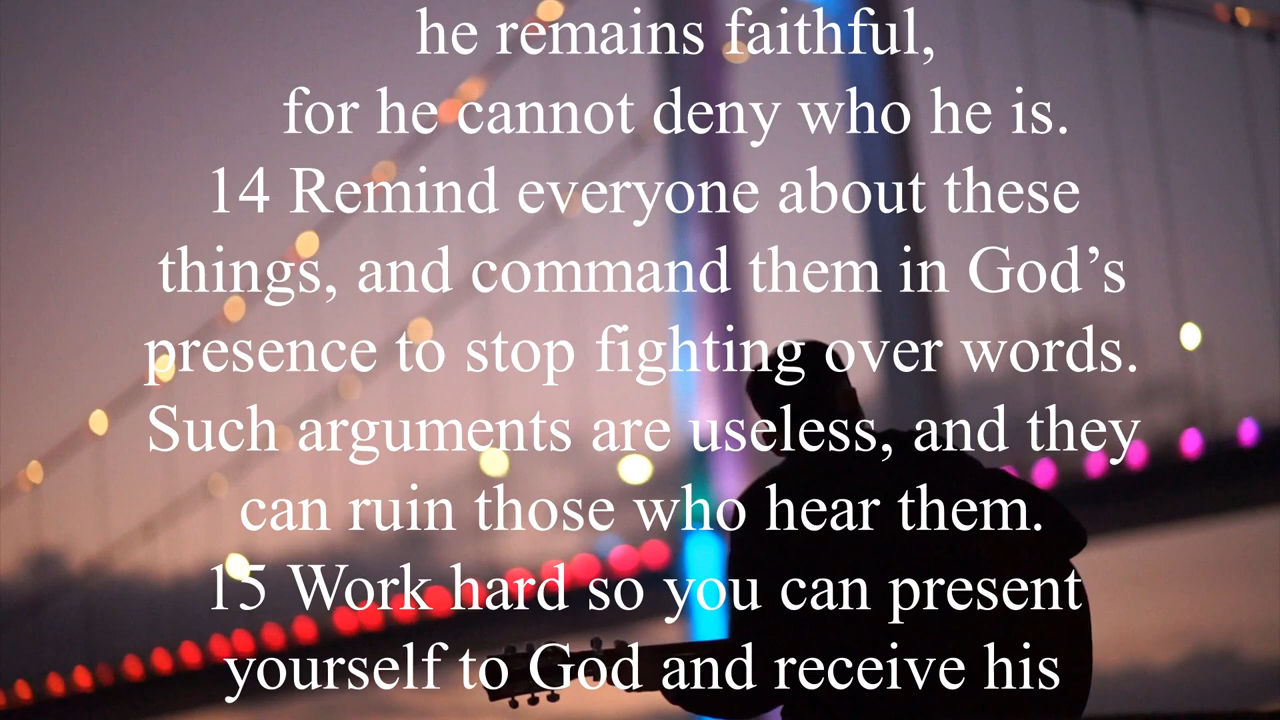 he remains faithful,
for he cannot deny who he is.
14 Remind everyone about these
things, and command them in God’s
presence to stop fighting over words.
Such arguments are useless, and they
can ruin those who hear them.
15 Work hard so you can present
yourself to God and receive his